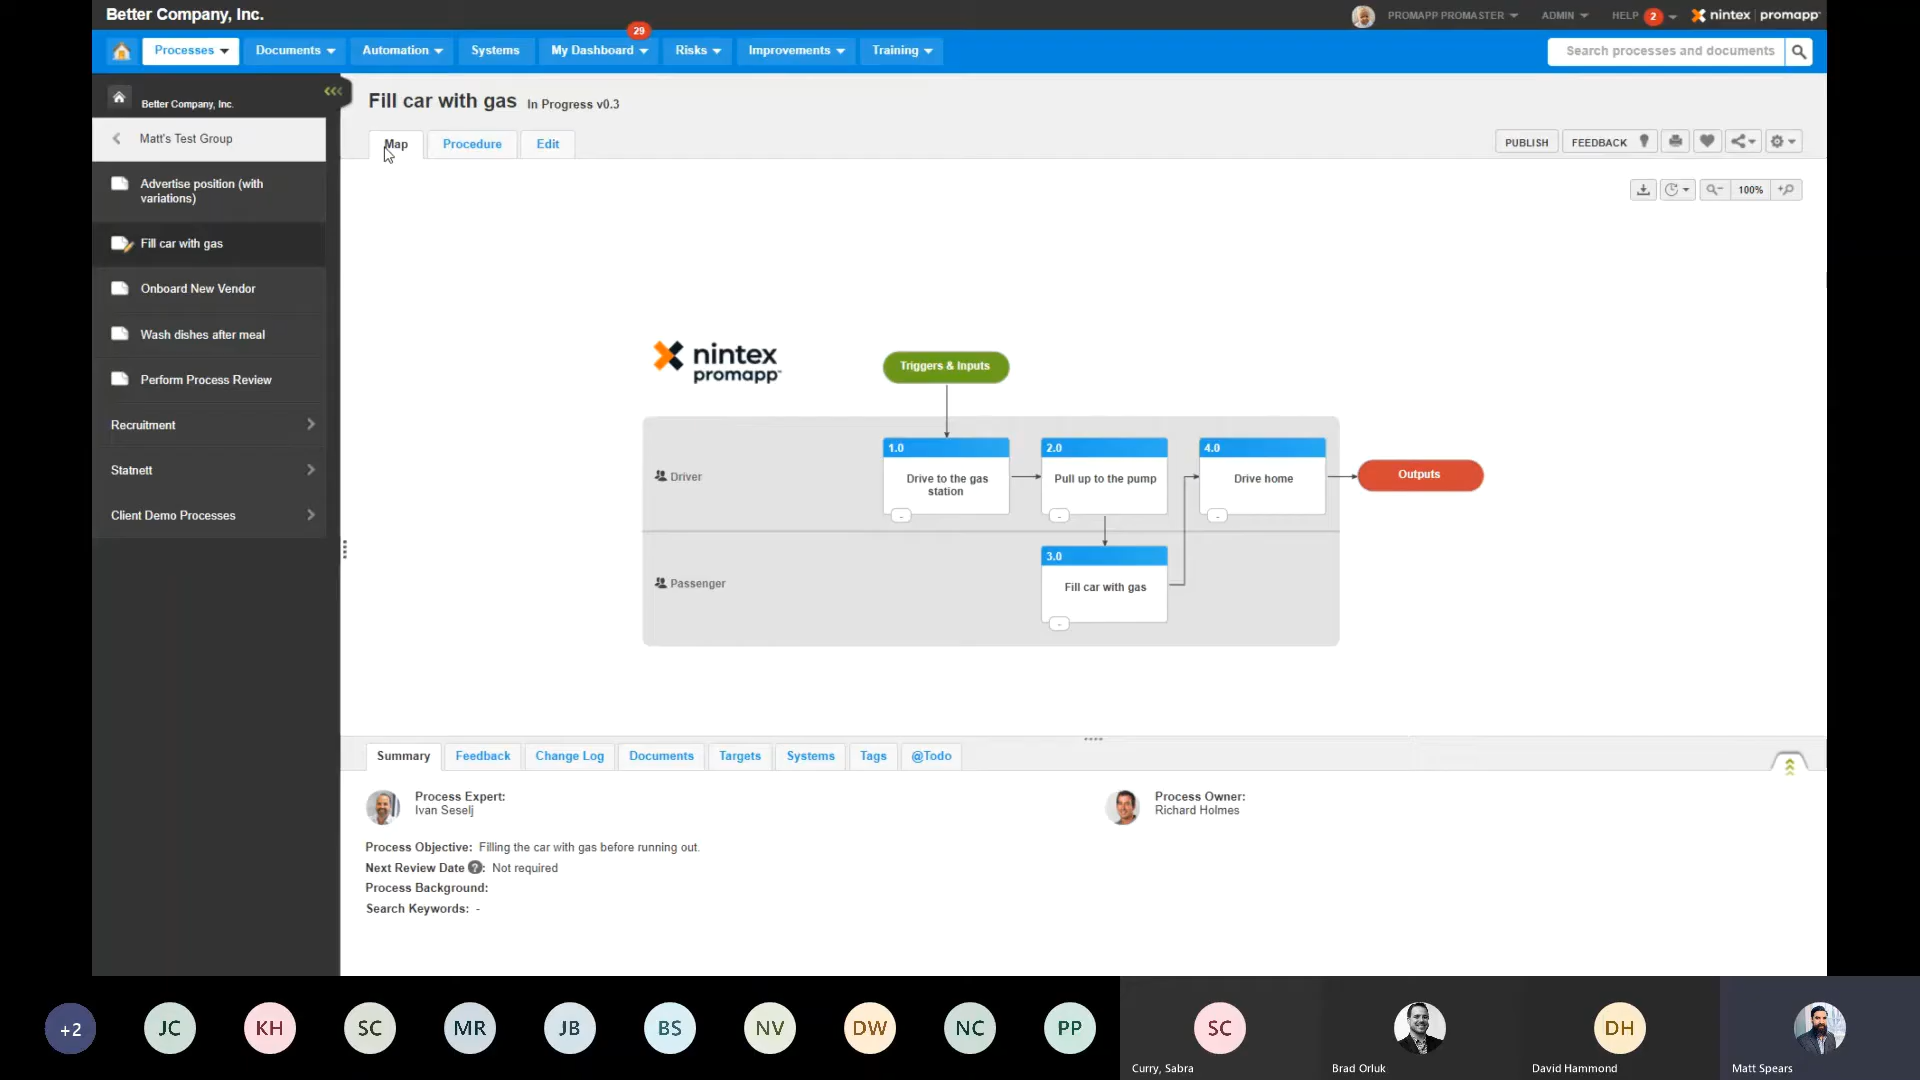 Better Company, Inc.
PROMAPP PROMASTER
ADMIN
HELP 2
nintex | promapp
Processes
Documents
Automation
Systems
My Dashboard
29
Risks
Improvements
Training
Search processes and documents
Better Company, Inc.
Matt's Test Group
Advertise position (with
variations)
Fill car with gas
Onboard New Vendor
Wash dishes after meal
Perform Process Review
Recruitment
Statnett
Client Demo Processes
Fill car with gas In Progress v0.3
Map
Procedure
Edit
PUBLISH
FEEDBACK
100%
nintex
promapp
Triggers & Inputs
Driver
1.0
Drive to the gas
station
-
2.0
Pull up to the pump
-
4.0
Drive home
-
Outputs
Passenger
3.0
Fill car with gas
-
Summary
Feedback
Change Log
Documents
Targets
Systems
Tags
@Todo
Process Expert:
Ivan Seselj
Process Owner:
Richard Holmes
Process Objective: Filling the car with gas before running out.
Next Review Date ?: Not required
Process Background:
Search Keywords: -
+2
JC
KH
SC
MR
JB
BS
NV
DW
NC
PP
SC
DH
Curry, Sabra
Brad Orluk
David Hammond
Matt Spears